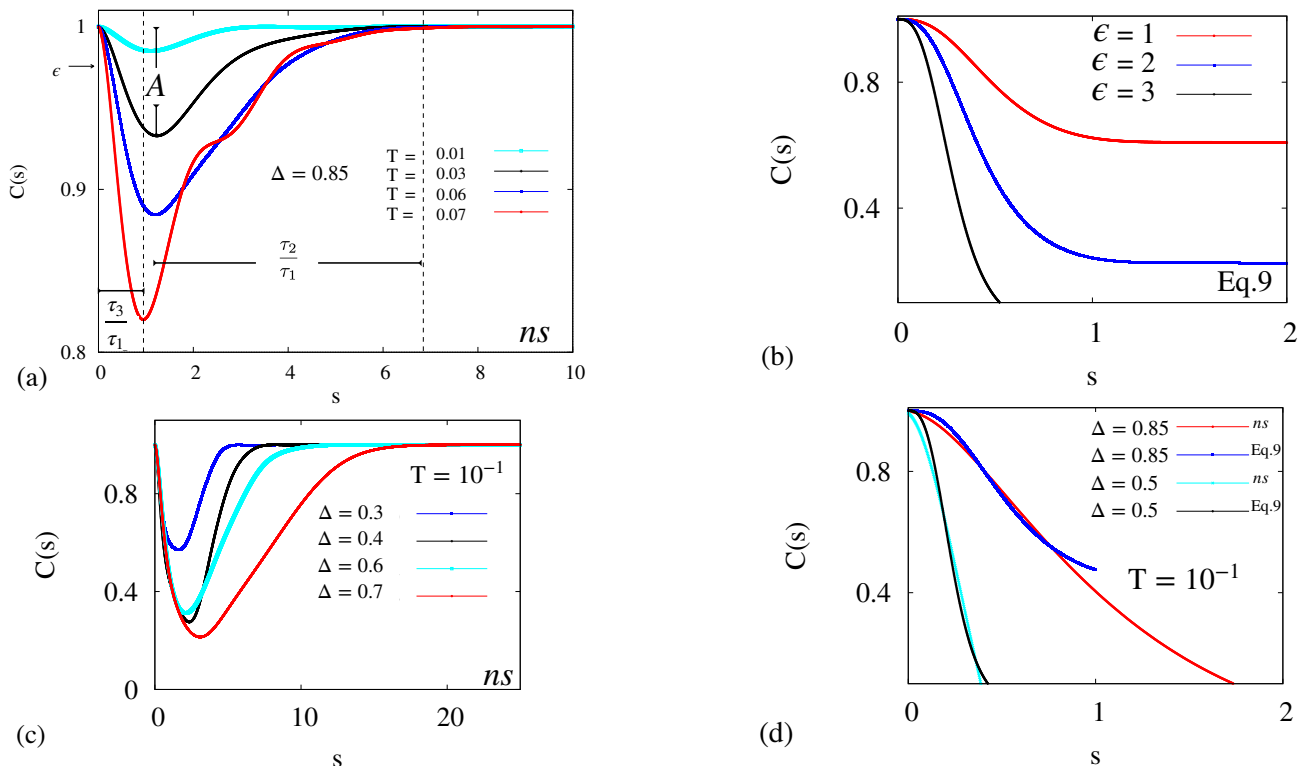 1
ϵ
A
C(s)
0.9
Δ = 0.85
T = 0.01
T = 0.03
T = 0.06
T = 0.07
τ2/τ1
τ3/τ1
ns
0.8
0 2 4 6 8 10
(a)
s
ϵ = 1
ϵ = 2
ϵ = 3
0.8
C(s)
0.4
Eq.9
0 1 2
(b)
s
T = 10⁻¹
0.8
Δ = 0.3
Δ = 0.4
Δ = 0.6
Δ = 0.7
C(s)
0.4
0
ns
0 10 20
(c)
s
Δ = 0.85 ns
Δ = 0.85 Eq.9
Δ = 0.5 ns
Δ = 0.5 Eq.9
0.8
C(s)
T = 10⁻¹
0.4
0 1 2
(d)
s